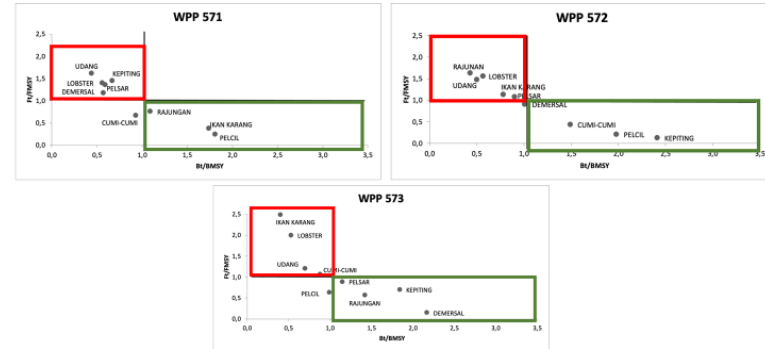 WPP 571
Ft/FMSY
2,5
2,0
1,5
1,0
0,5
0,0
UDANG
KEPITING
LOBSTER
PELSAR
DEMERSAL
CUMI-CUMI
RAJUNGAN
IKAN KARANG
PELCIL
0,0 0,5 1,0 1,5 2,0 2,5 3,0 3,5
Bt/BMSY
WPP 572
Ft/FMSY
2,5
2,0
1,5
1,0
0,5
0,0
RAJUNAN
LOBSTER
UDANG
IKAN KARANG
PELSAR
DEMERSAL
CUMI-CUMI
PELCIL
KEPITING
0,0 0,5 1,0 1,5 2,0 2,5 3,0 3,5
Bt/BMSY
WPP 573
Ft/FMSY
2,5
2,0
1,5
1,0
0,5
0,0
IKAN KARANG
LOBSTER
UDANG
CUMI-CUMI
PELSAR
PELCIL
KEPITING
RAJUNGAN
DEMERSAL
0,0 0,5 1,0 1,5 2,0 2,5 3,0 3,5
Bt/BMSY